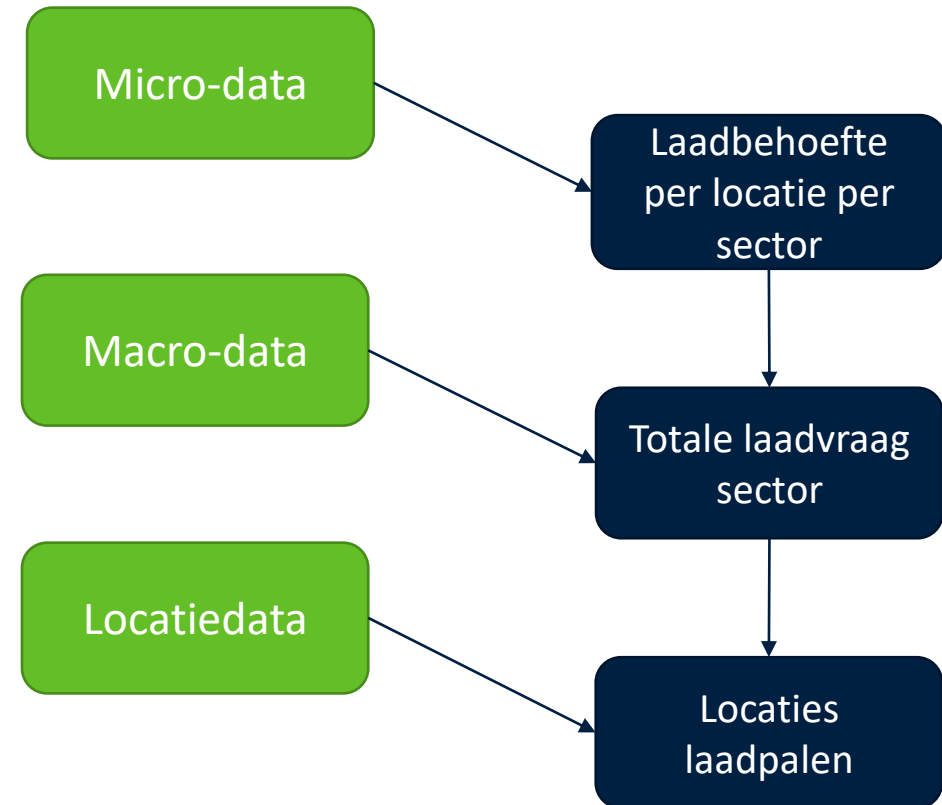 Micro-data
Laadbehoefte
per locatie per
sector
Macro-data
Totale laadvraag
sector
Locatiedata
Locaties
laadpalen